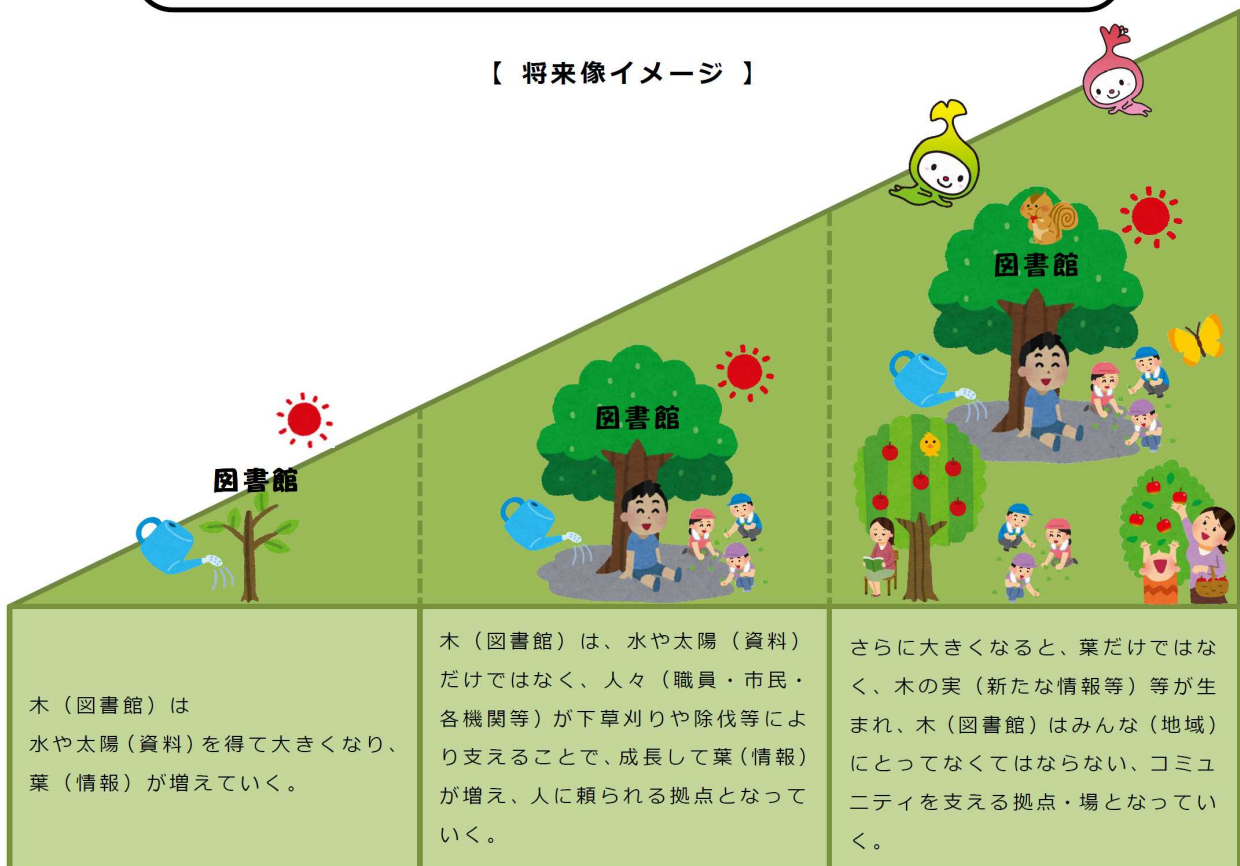 【 将来像イメージ 】
図書館
図書館
図書館
木（図書館）は
水や太陽（資料）を得て大きくなり、
葉（情報）が増えていく。
木（図書館）は、水や太陽（資料）
だけではなく、人々（職員・市民・
各機関等）が下草刈りや除伐等によ
り支えることで、成長して葉（情報）
が増え、人に頼られる拠点となって
いく。
さらに大きくなると、葉だけではな
く、木の実（新たな情報等）等が生
まれ、木（図書館）はみんな（地域）
にとってなくてはならない、コミュ
ニティを支える拠点・場となってい
く。